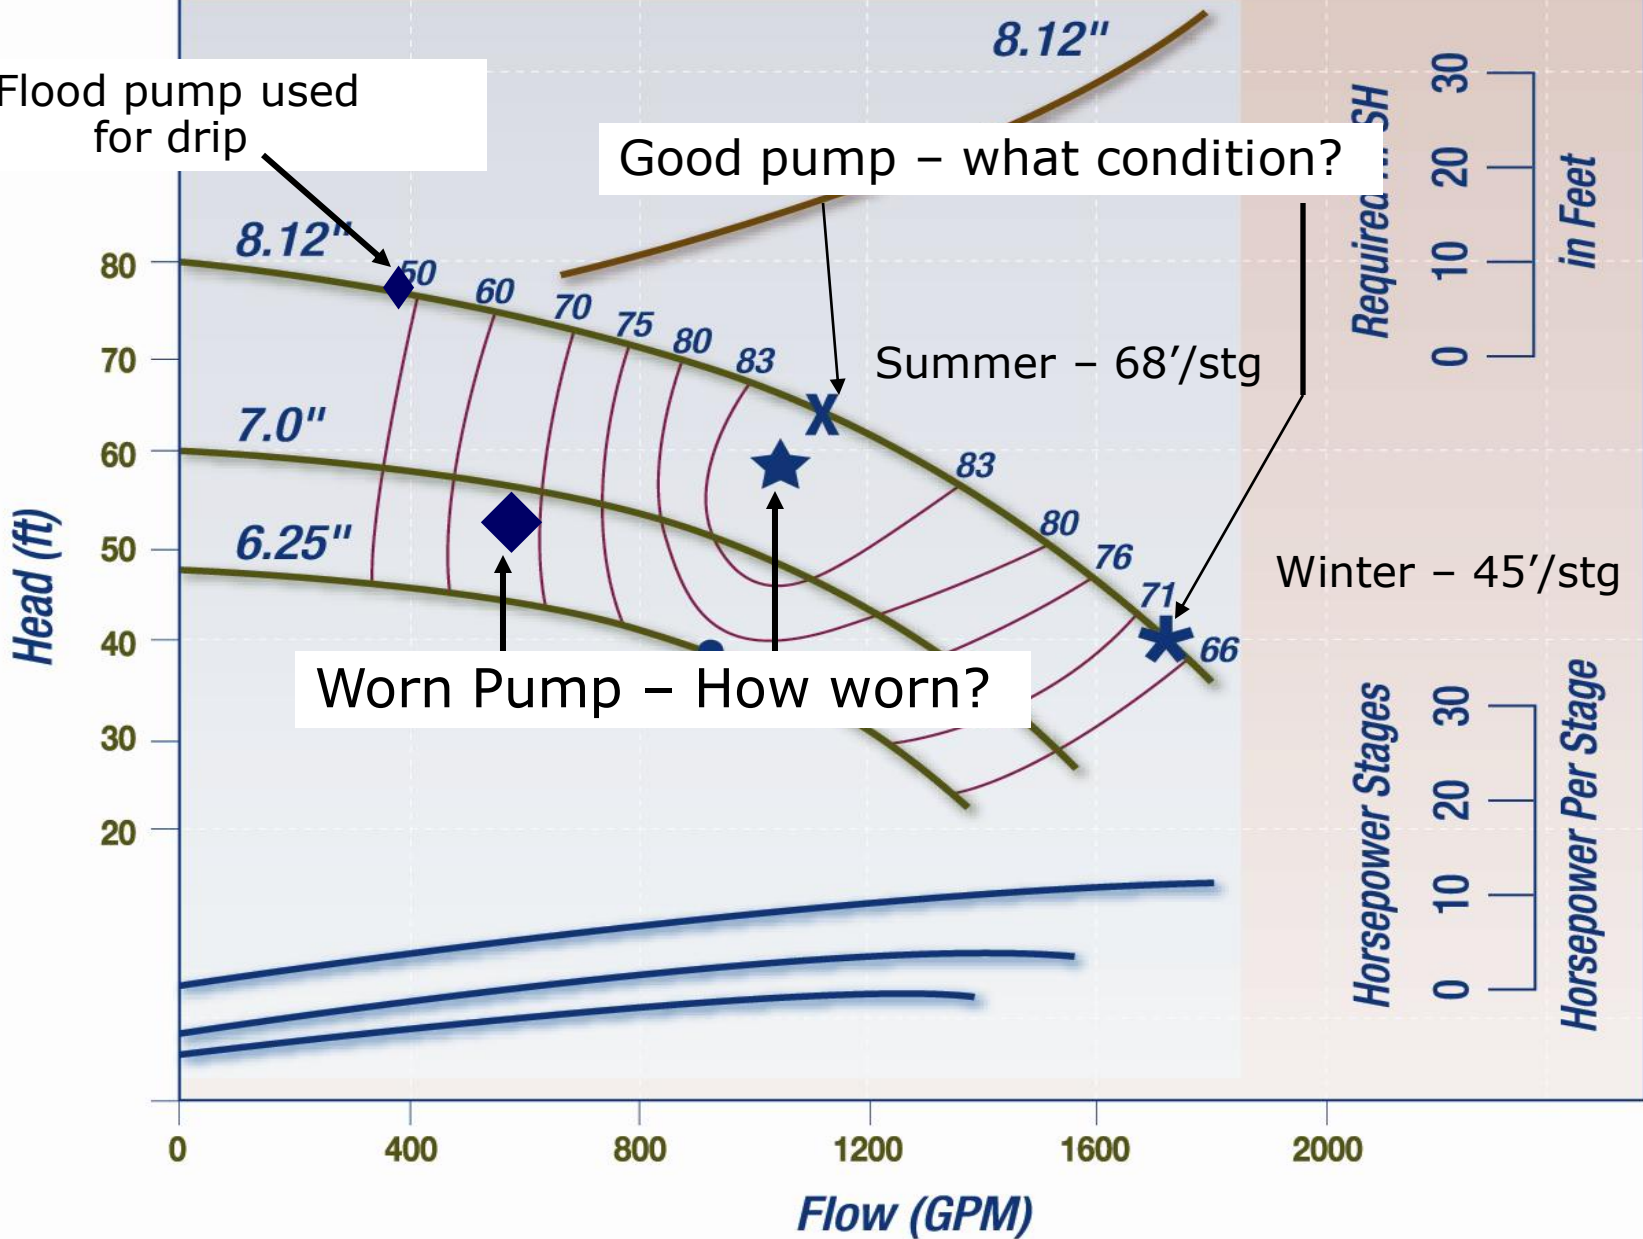 8.12"
Flood pump used
for drip
Good pump – what condition?
8.12"
50
60
70
75
80
83
Summer – 68’/stg
7.0"
83
6.25"
80
76
71
66
Winter – 45’/stg
Worn Pump – How worn?
Head (ft)
80
70
60
50
40
30
20
0
400
800
1200
1600
2000
Flow (GPM)
Required
SH
30
20
10
0
in Feet
Horsepower Stages
30
20
10
0
Horsepower Per Stage